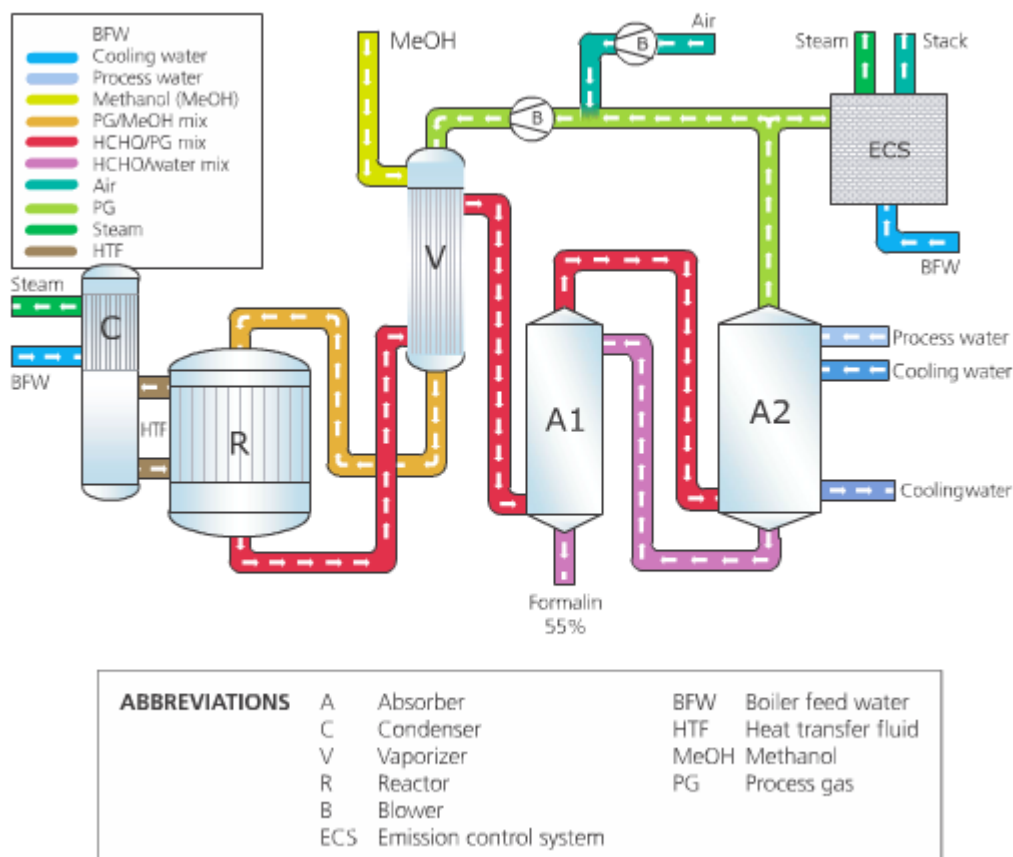 BFW
Cooling water
Process water
Methanol (MeOH)
PG/MeOH mix
HCHO/PG mix
HCHO/water mix
Air
PG
Steam
HTF
MeOH
Air
B
B
Steam
Stack
ECS
BFW
V
Steam
C
BFW
HTF
R
A1
A2
Process water
Cooling water
Coolingwater
Formalin
55%
ABBREVIATIONS
A Absorber
C Condenser
V Vaporizer
R Reactor
B Blower
ECS Emission control system
BFW Boiler feed water
HTF Heat transfer fluid
MeOH Methanol
PG Process gas